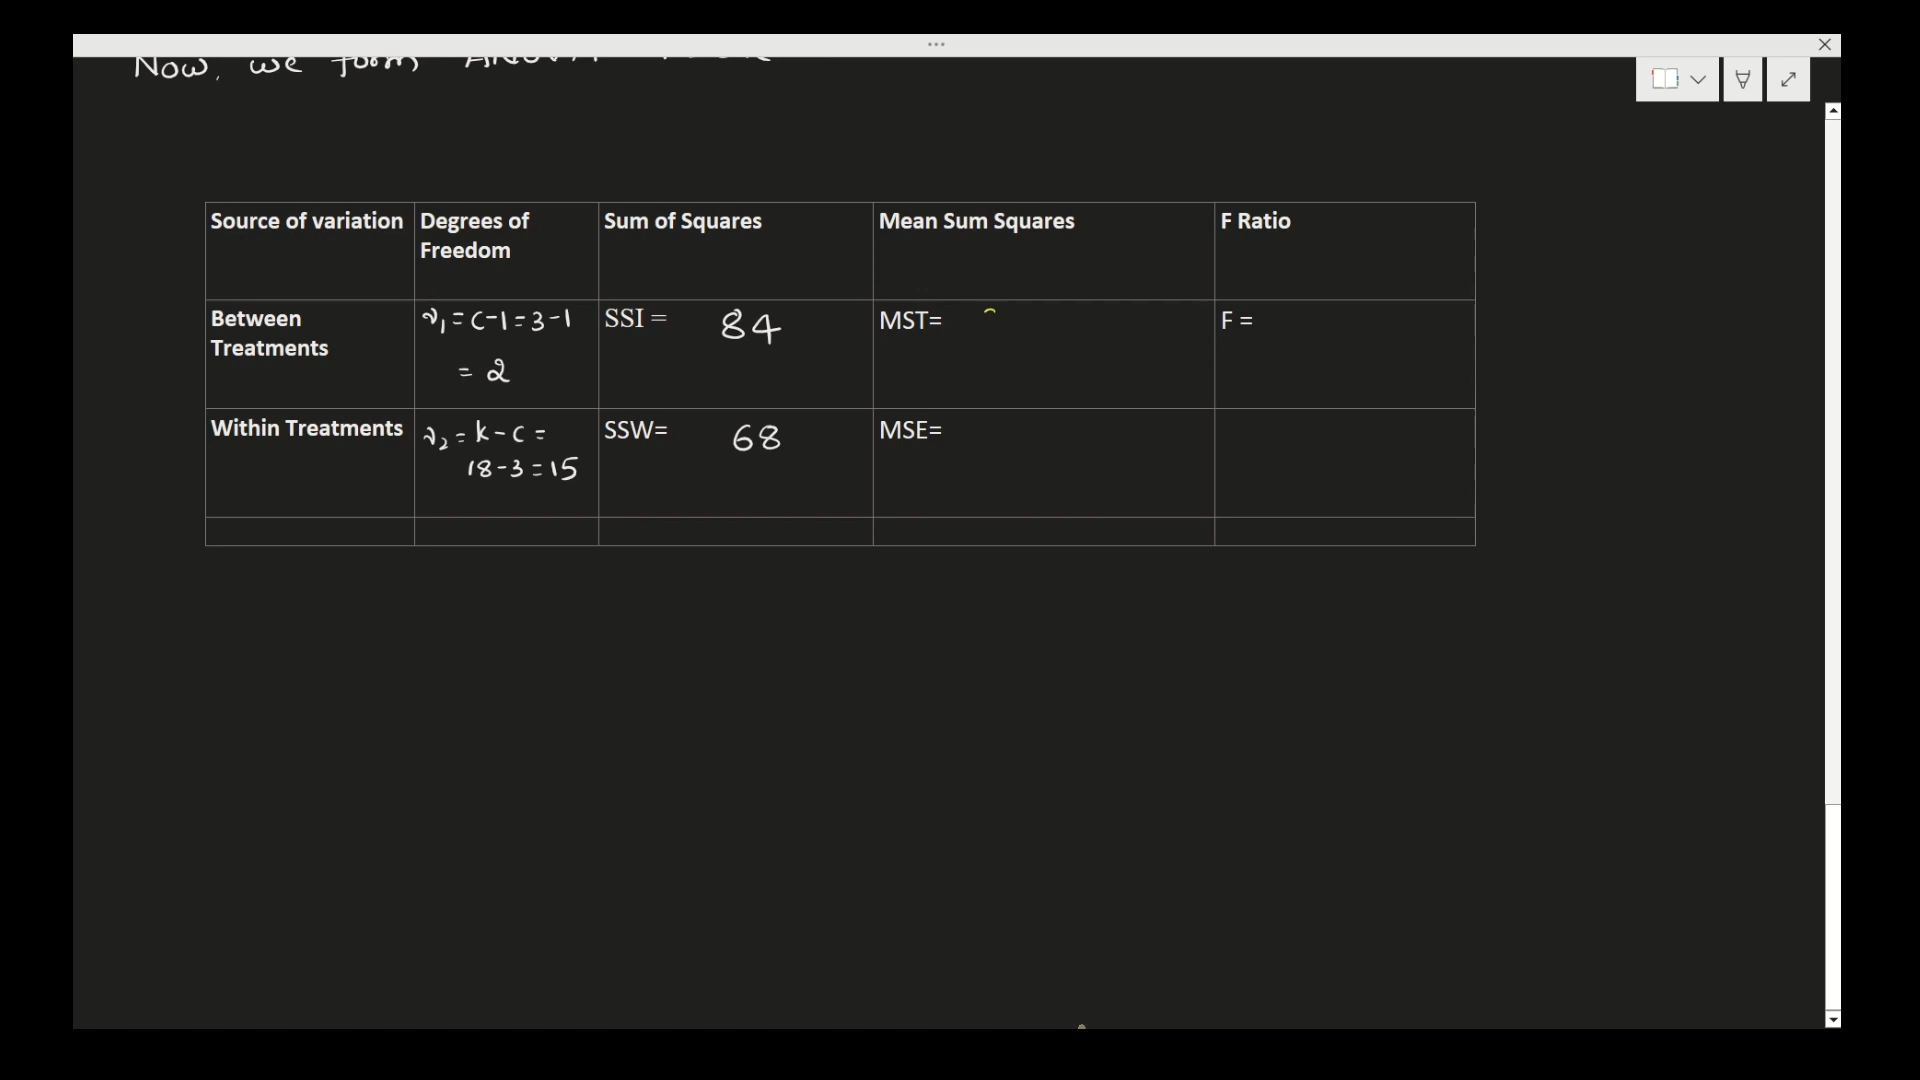 Now, we form ANOVA
Source of variation
Degrees of
Freedom
Sum of Squares
Mean Sum Squares
F Ratio
Between
Treatments
ν₁ = c-1 = 3-1
= 2
SSI = 84
MST=
F =
Within Treatments
ν₂ = k-c =
18-3 = 15
SSW= 68
MSE=